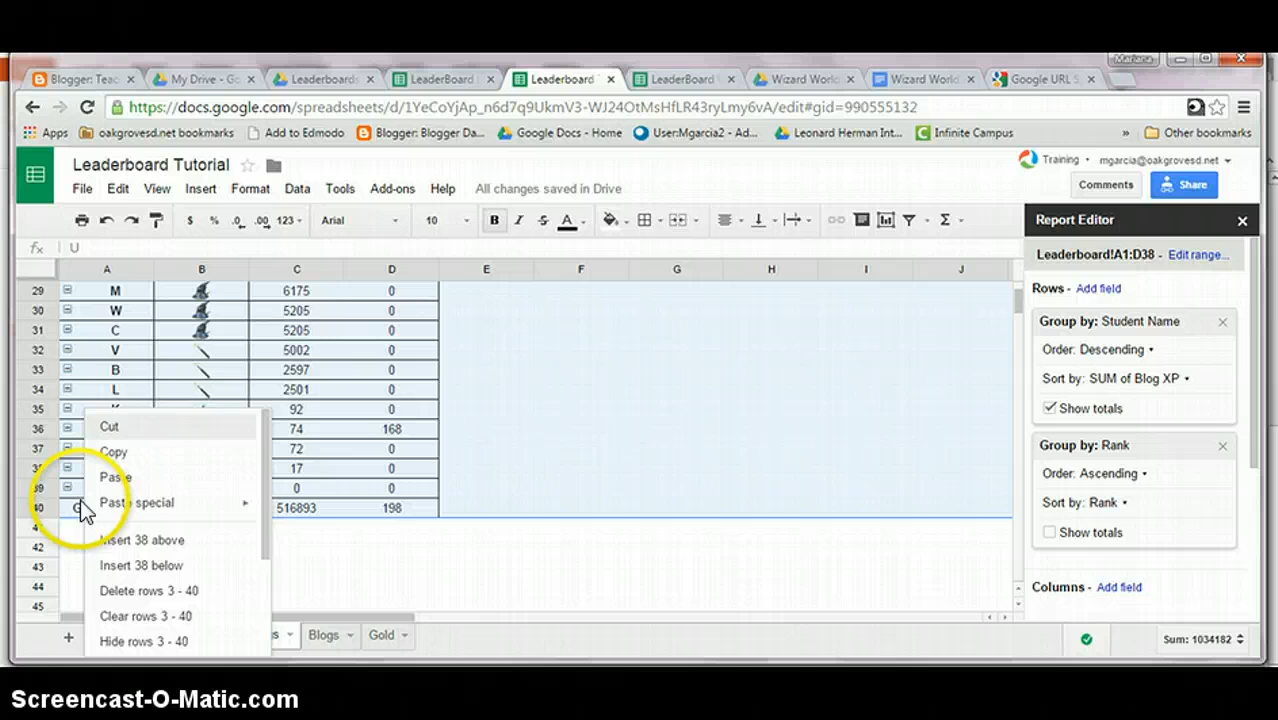 Mariana
Blogger: Teac
My Drive - Go
Leaderboards
LeaderBoard
Leaderboard T
LeaderBoard
Wizard World
Wizard World
Google URL S
https://docs.google.com/spreadsheets/d/1YeCoYjAp_n6d7q9UkmV3-WJ24OtMsHfLR43ryLmy6vA/edit#gid=990555132
Apps oakgrovesd.net bookmarks Add to Edmodo Blogger: Blogger Da... Google Docs - Home User:Mgarcia2 - Ad... Leonard Herman Int... Infinite Campus » Other bookmarks
Leaderboard Tutorial
Training mgarcia@oakgrovesd.net
File Edit View Insert Format Data Tools Add-ons Help All changes saved in Drive
Comments Share
$ % .0 .00 123 Arial 10 B I S A Σ
Report Editor
fx U
Leaderboard!A1:D38 - Edit range...
A B C D E F G H I J
29 M 6175 0
30 W 5205 0
31 C 5205 0
32 V 5002 0
33 B 2597 0
34 L 2501 0
35 92 0
36 74 168
37 72 0
38 17 0
39 0 0
40 G 516893 198
42
43
44
45
Cut
Copy
Paste
Paste special
Insert 38 above
Insert 38 below
Delete rows 3 - 40
Clear rows 3 - 40
Hide rows 3 - 40
Rows - Add field
Group by: Student Name
Order: Descending
Sort by: SUM of Blog XP
Show totals
Group by: Rank
Order: Ascending
Sort by: Rank
Show totals
Columns - Add field
+ s Blogs Gold
Sum: 1034182
Screencast-O-Matic.com